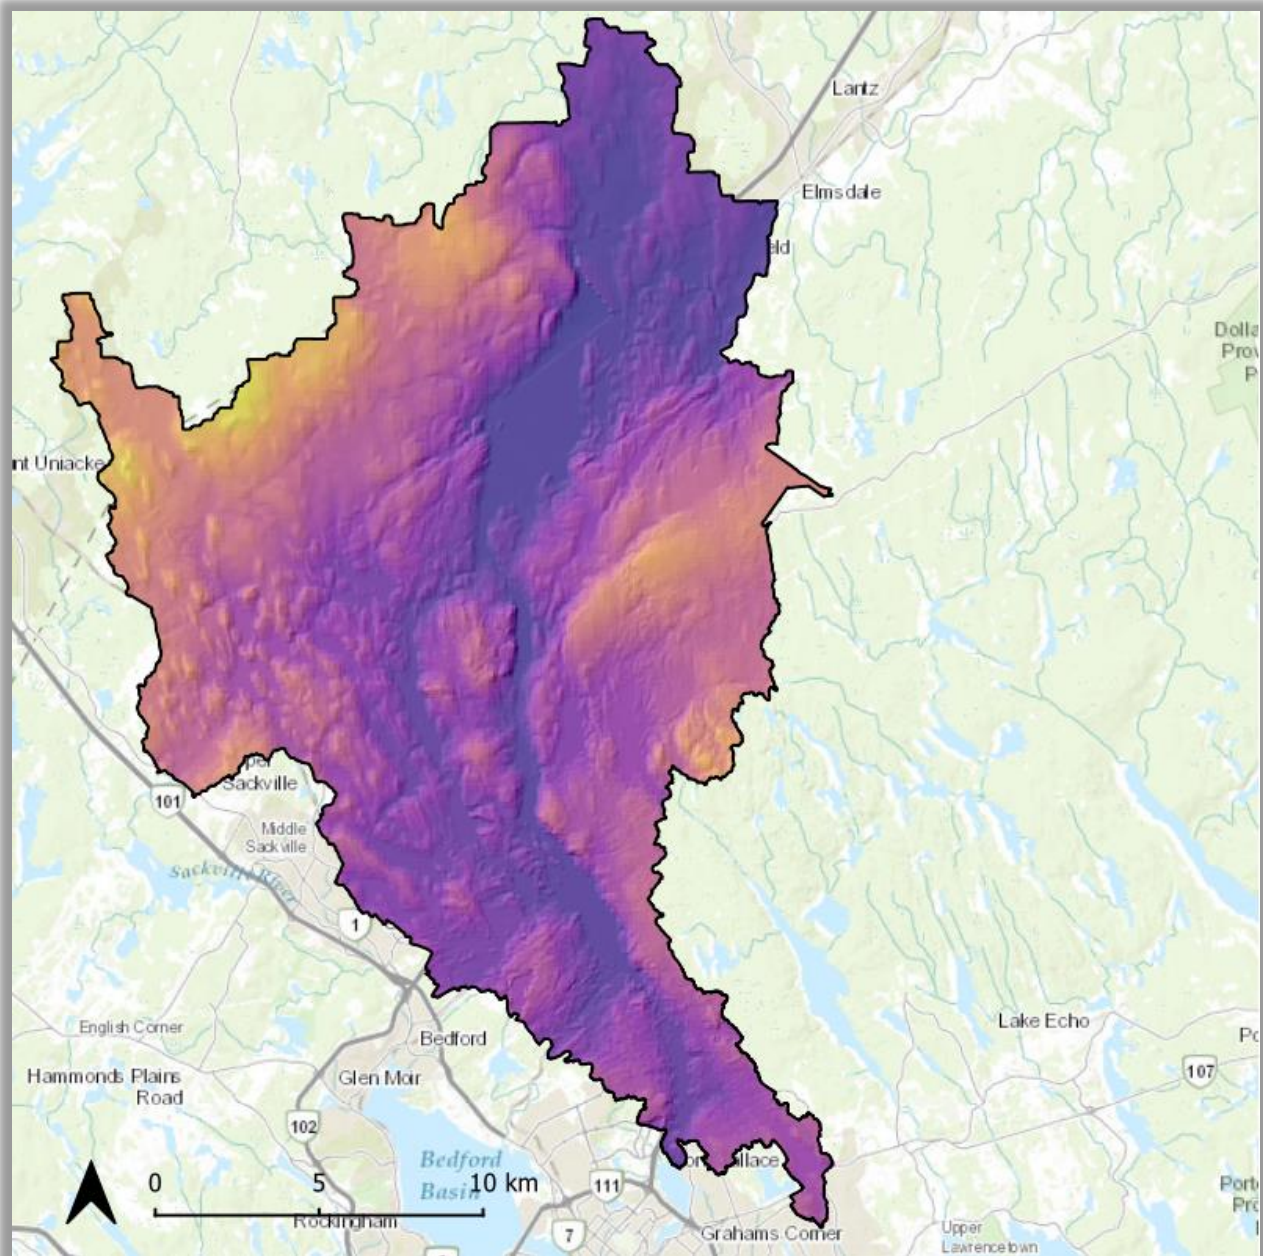 Lantz
Elmsdale
eld
Dolla
Prov
P
nt Uniacke
per
Sackville
101
Middle
Sackville
Sackville River
1
English Corner
Bedford
Lake Echo
Po
Hammonds Plains
Road
Glen Moir
107
102
Bedford
Basin
0 5 10 km
111
Port
Pro
Rockingham
7
Grahams Corner
Upper
Lawrencetown